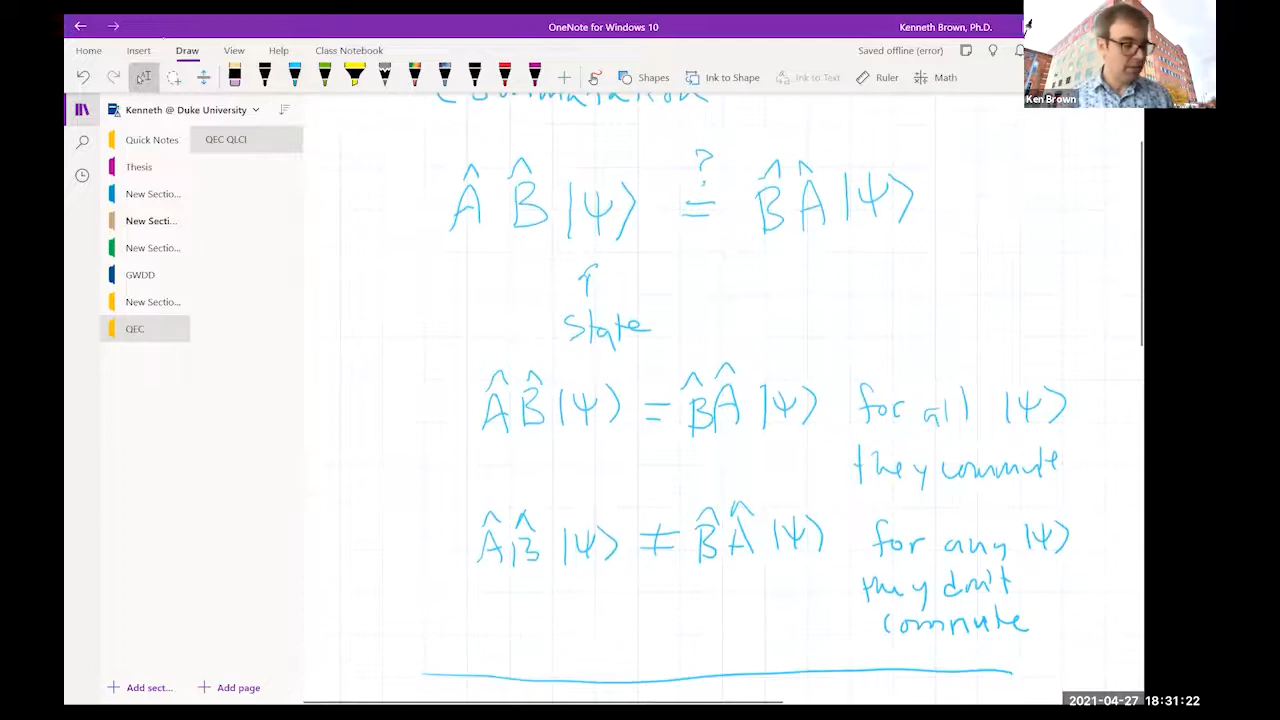 OneNote for Windows 10
Kenneth Brown, Ph.D.
Home Insert Draw View Help Class Notebook
Saved offline (error)
Shapes Ink to Shape Ink to Text Ruler Math
Ken Brown
Kenneth @ Duke University
Quick Notes
QEC QLCI
Thesis
New Section...
New Secti...
New Sectio...
GWDD
New Sectio...
QEC
Add sect...
Add page
Â B̂ |ψ⟩ ≟ B̂ Â |ψ⟩
↑
state
Â B̂ |ψ⟩ = B̂ Â |ψ⟩ for all |ψ⟩
they commute
Â B̂ |ψ⟩ ≠ B̂ Â |ψ⟩ for any |ψ⟩
they don't
commute
2021-04-27 18:31:22